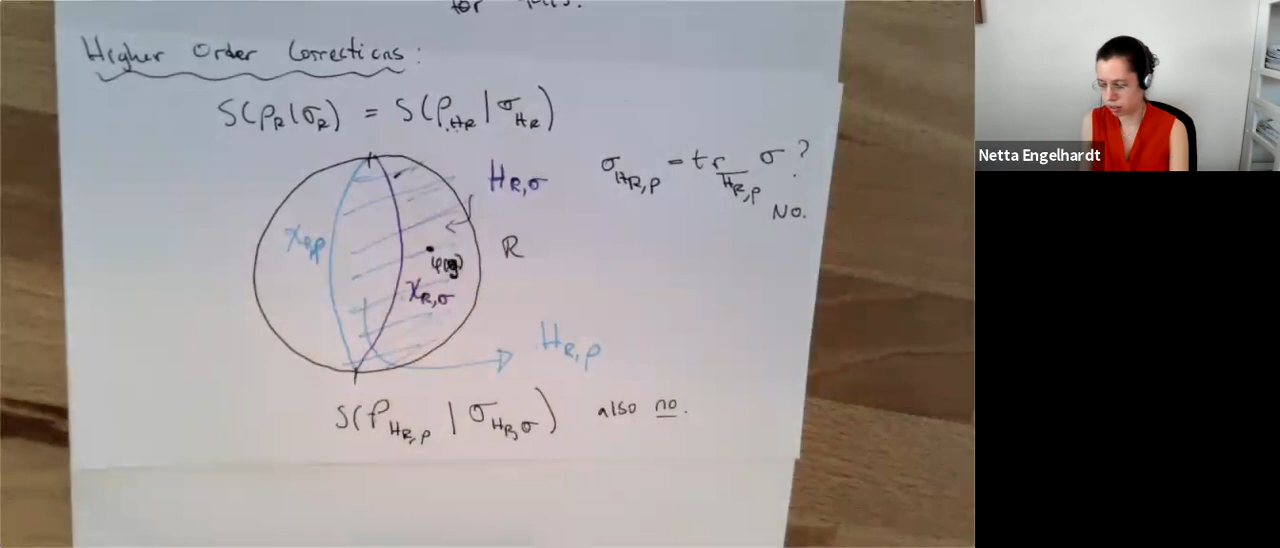 Higher Order Corrections:
S(ρ_R|σ_R) = S(ρ_{H_R}|σ_{H_R})
H_{R,σ}
σ_{H_{R,ρ}} = tr_{\overline{H_{R,ρ}}} σ ?
No.
χ_{R,ρ}
R
χ_{R,σ}
H_{R,ρ}
S(ρ_{H_{R,ρ}} | σ_{H_{R,σ}}) also no.
Netta Engelhardt